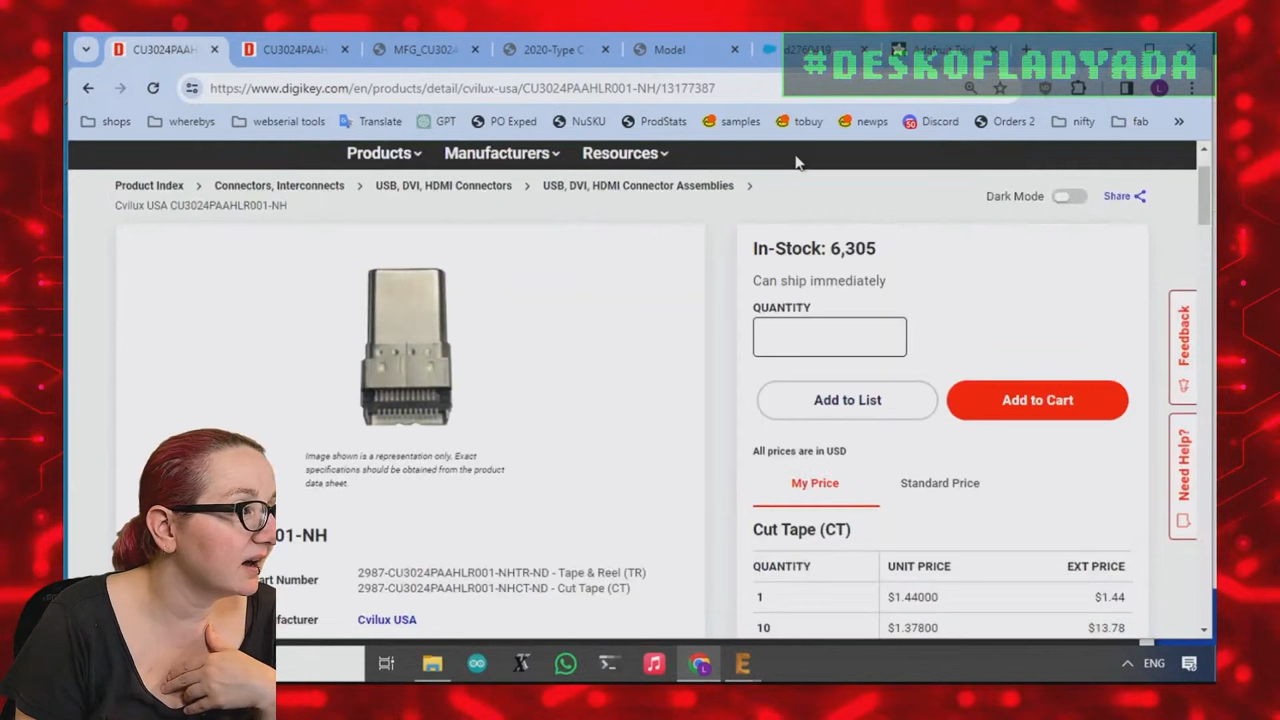 CU3024PAAH
CU3024PAAH
MFG_CU3024
2020-Type C
Model
d2760419
Adafruit Trin
#DESKOFLADYADA
https://www.digikey.com/en/products/detail/cvilux-usa/CU3024PAAHLR001-NH/13177387
shops
wherebys
webserial tools
Translate
GPT
PO Exped
NuSKU
ProdStats
samples
tobuy
newps
Discord
Orders 2
nifty
fab
»
Products
Manufacturers
Resources
Product Index > Connectors, Interconnects > USB, DVI, HDMI Connectors > USB, DVI, HDMI Connector Assemblies >
Cvilux USA CU3024PAAHLR001-NH
Dark Mode
Share
Image shown is a representation only. Exact
specifications should be obtained from the product
data sheet.
01-NH
art Number
2987-CU3024PAAHLR001-NHTR-ND - Tape & Reel (TR)
2987-CU3024PAAHLR001-NHCT-ND - Cut Tape (CT)
facturer
Cvilux USA
In-Stock: 6,305
Can ship immediately
QUANTITY
Add to List
Add to Cart
All prices are in USD
My Price
Standard Price
Cut Tape (CT)
QUANTITY UNIT PRICE EXT PRICE
1 $1.44000 $1.44
10 $1.37800 $13.78
Feedback
Need Help?
ENG